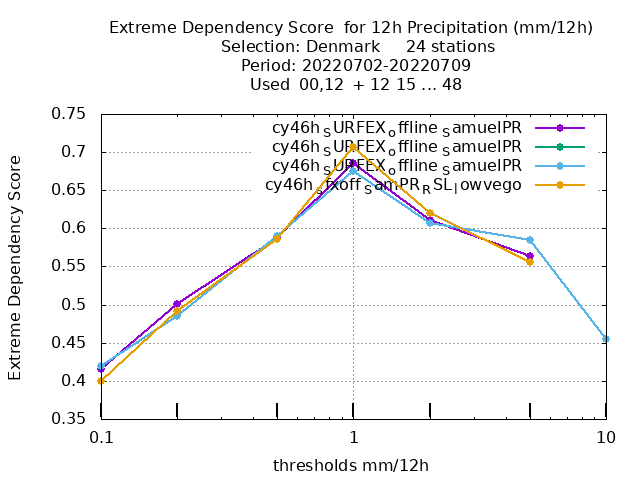 Extreme Dependency Score  for 12h Precipitation (mm/12h)
Selection: Denmark     24 stations
Period: 20220702-20220709
Used  00,12  + 12 15 ... 48
cy46h_SURFEX_offline_SamuelPR
cy46h_SURFEX_offline_SamuelPR
cy46h_SURFEX_offline_SamuelPR
cy46h_sfxoff_SamPR_RSL_lowvego
0.75
0.7
0.65
0.6
0.55
0.5
0.45
0.4
0.35
Extreme Dependency Score
0.1 1 10
thresholds mm/12h